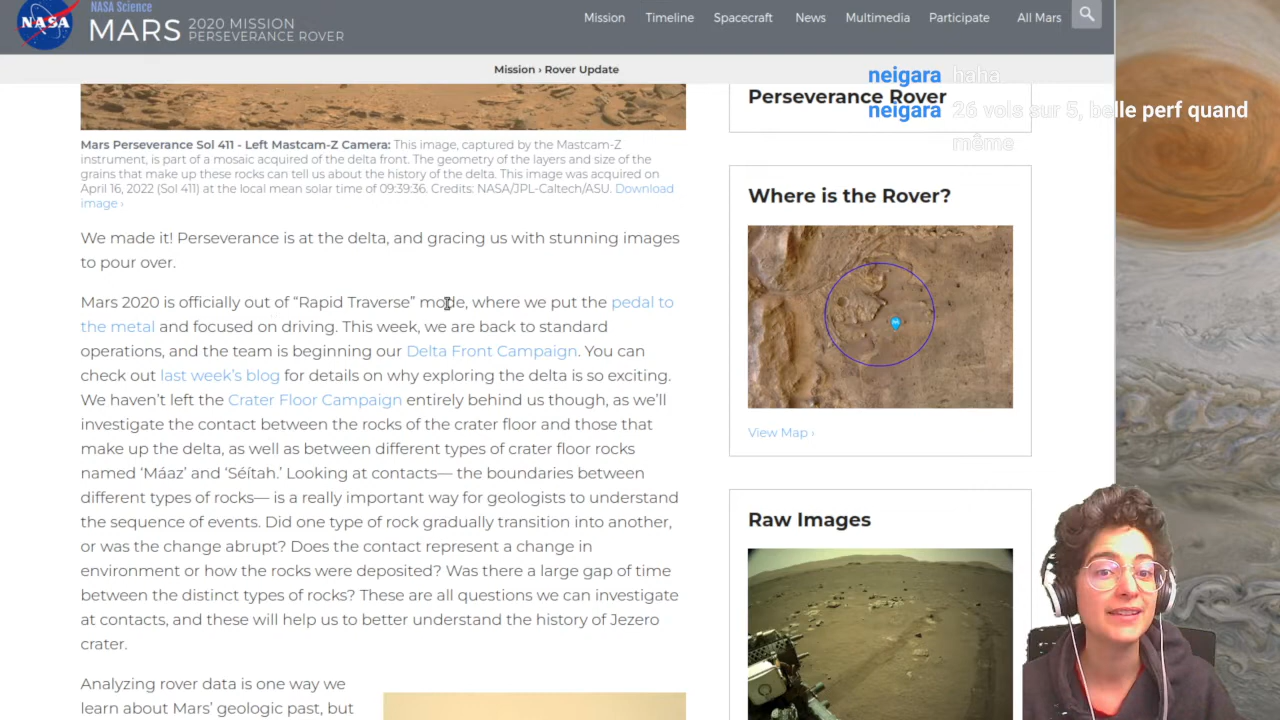 NASA
NASA Science
MARS
2020 MISSION
PERSEVERANCE ROVER
Mission
Timeline
Spacecraft
News
Multimedia
Participate
All Mars
Mission › Rover Update
neigara haha
neigara 26 vols sur 5, belle perf quand
même
Mars Perseverance Sol 411 - Left Mastcam-Z Camera: This image, captured by the Mastcam-Z
instrument, is part of a mosaic acquired of the delta front. The geometry of the layers and size of the
grains that make up these rocks can tell us about the history of the delta. This image was acquired on
April 16, 2022 (Sol 411) at the local mean solar time of 09:39:36. Credits: NASA/JPL-Caltech/ASU. Download
image ›
We made it! Perseverance is at the delta, and gracing us with stunning images
to pour over.
Mars 2020 is officially out of “Rapid Traverse” mode, where we put the pedal to
the metal and focused on driving. This week, we are back to standard
operations, and the team is beginning our Delta Front Campaign. You can
check out last week’s blog for details on why exploring the delta is so exciting.
We haven’t left the Crater Floor Campaign entirely behind us though, as we’ll
investigate the contact between the rocks of the crater floor and those that
make up the delta, as well as between different types of crater floor rocks
named ‘Máaz’ and ‘Séítah.’ Looking at contacts— the boundaries between
different types of rocks— is a really important way for geologists to understand
the sequence of events. Did one type of rock gradually transition into another,
or was the change abrupt? Does the contact represent a change in
environment or how the rocks were deposited? Was there a large gap of time
between the distinct types of rocks? These are all questions we can investigate
at contacts, and these will help us to better understand the history of Jezero
crater.
Analyzing rover data is one way we
learn about Mars’ geologic past, but
Perseverance Rover
Where is the Rover?
View Map ›
Raw Images